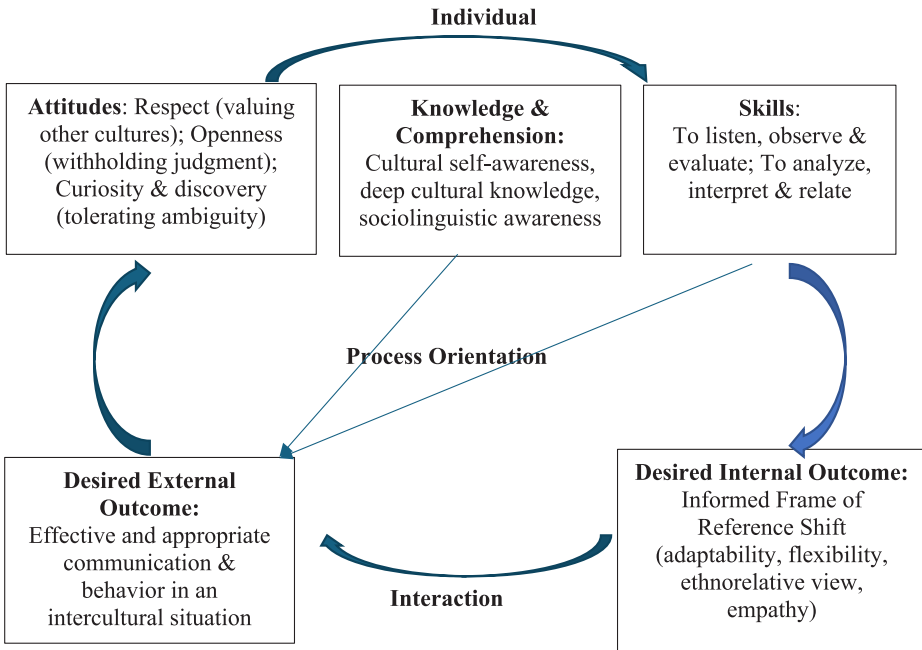 Individual
Attitudes: Respect (valuing
other cultures); Openness
(withholding judgment);
Curiosity & discovery
(tolerating ambiguity)
Knowledge &
Comprehension:
Cultural self-awareness,
deep cultural knowledge,
sociolinguistic awareness
Skills:
To listen, observe &
evaluate; To analyze,
interpret & relate
Process Orientation
Desired External
Outcome:
Effective and appropriate
communication &
behavior in an
intercultural situation
Desired Internal Outcome:
Informed Frame of
Reference Shift
(adaptability, flexibility,
ethnorelative view,
empathy)
Interaction